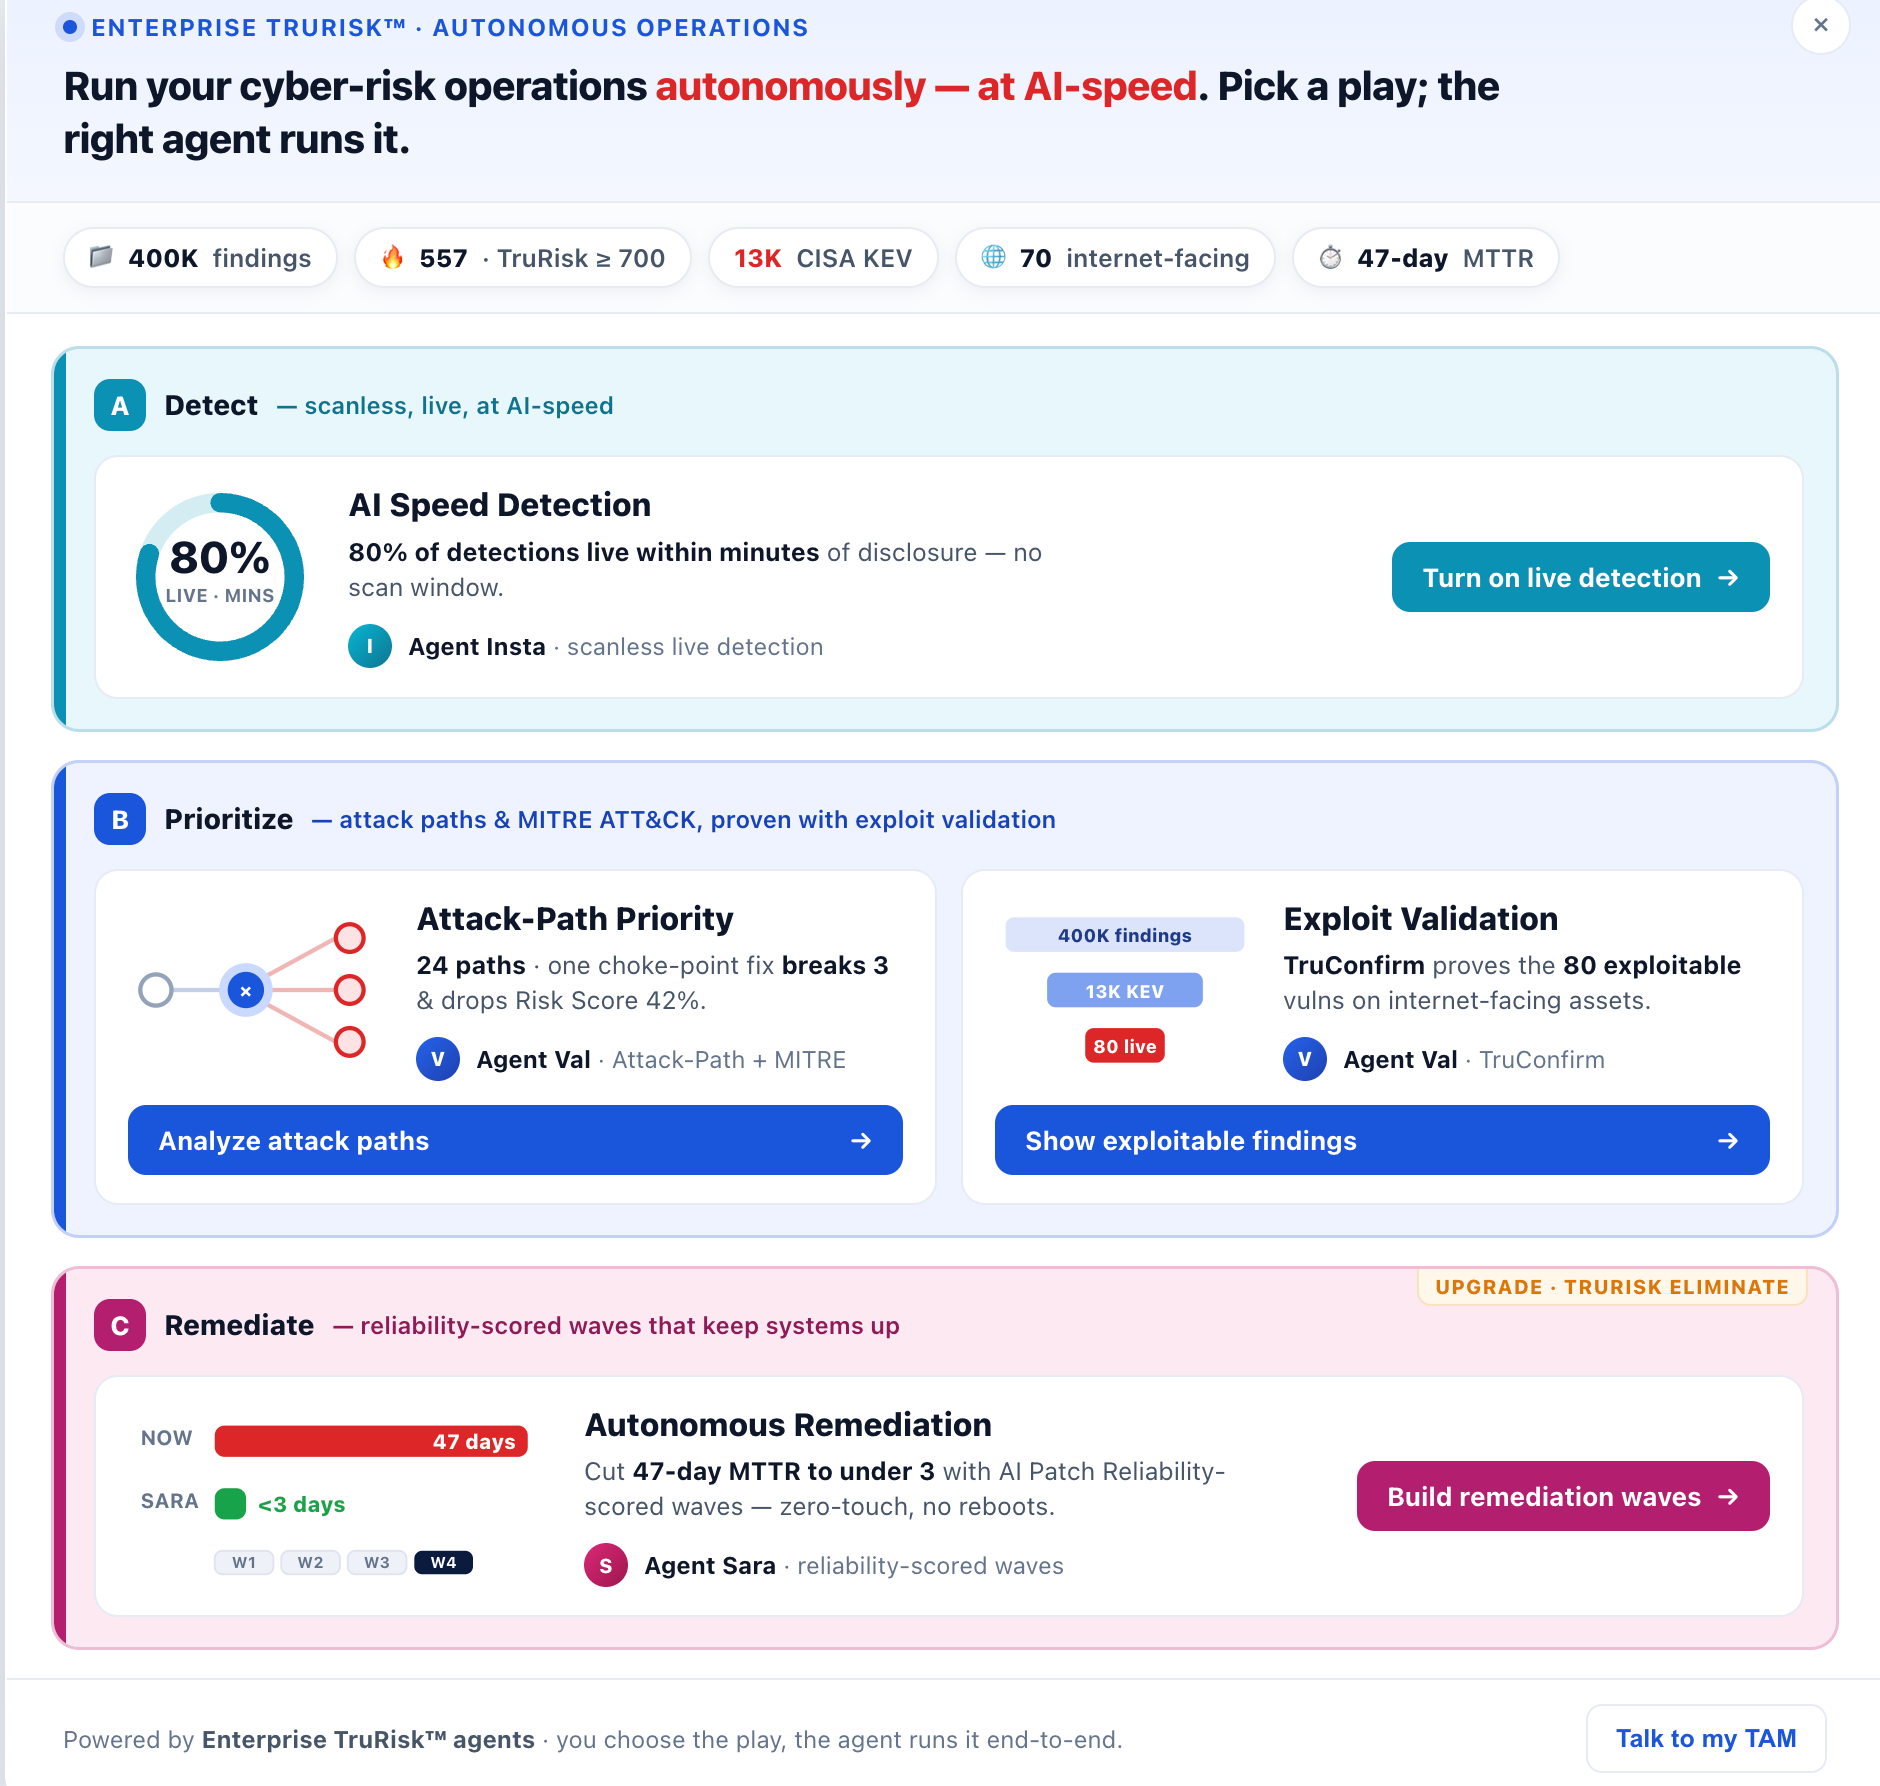 ENTERPRISE TRURISK™ · AUTONOMOUS OPERATIONS
×
Run your cyber-risk operations autonomously — at AI-speed. Pick a play; the
right agent runs it.
400K findings
557 · TruRisk ≥ 700
13K CISA KEV
70 internet-facing
47-day MTTR
A Detect — scanless, live, at AI-speed
80%
LIVE · MINS
AI Speed Detection
80% of detections live within minutes of disclosure — no
scan window.
I Agent Insta · scanless live detection
Turn on live detection →
B Prioritize — attack paths & MITRE ATT&CK, proven with exploit validation
×
Attack-Path Priority
24 paths · one choke-point fix breaks 3
& drops Risk Score 42%.
V Agent Val · Attack-Path + MITRE
Analyze attack paths →
400K findings
13K KEV
80 live
Exploit Validation
TruConfirm proves the 80 exploitable
vulns on internet-facing assets.
V Agent Val · TruConfirm
Show exploitable findings →
UPGRADE · TRURISK ELIMINATE
C Remediate — reliability-scored waves that keep systems up
NOW 47 days
SARA <3 days
W1 W2 W3 W4
Autonomous Remediation
Cut 47-day MTTR to under 3 with AI Patch Reliability-
scored waves — zero-touch, no reboots.
S Agent Sara · reliability-scored waves
Build remediation waves →
Powered by Enterprise TruRisk™ agents · you choose the play, the agent runs it end-to-end.
Talk to my TAM